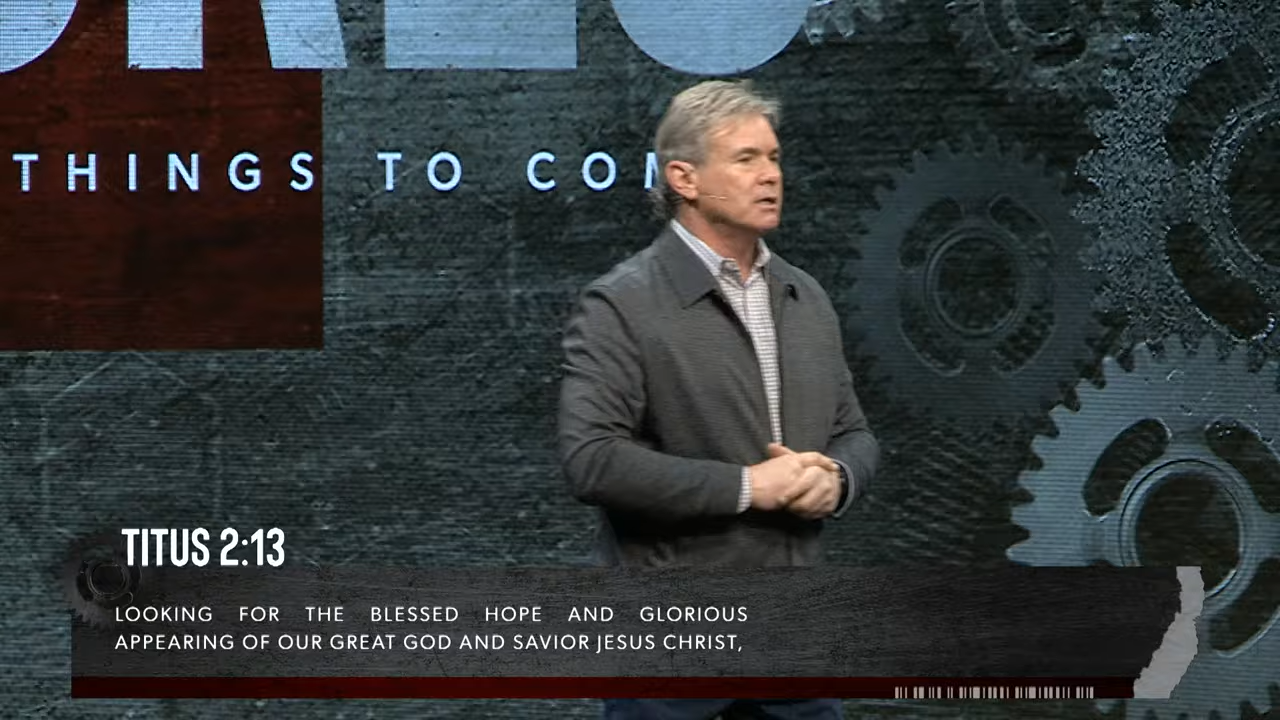 THINGS TO COM
TITUS 2:13
LOOKING FOR THE BLESSED HOPE AND GLORIOUS
APPEARING OF OUR GREAT GOD AND SAVIOR JESUS CHRIST,